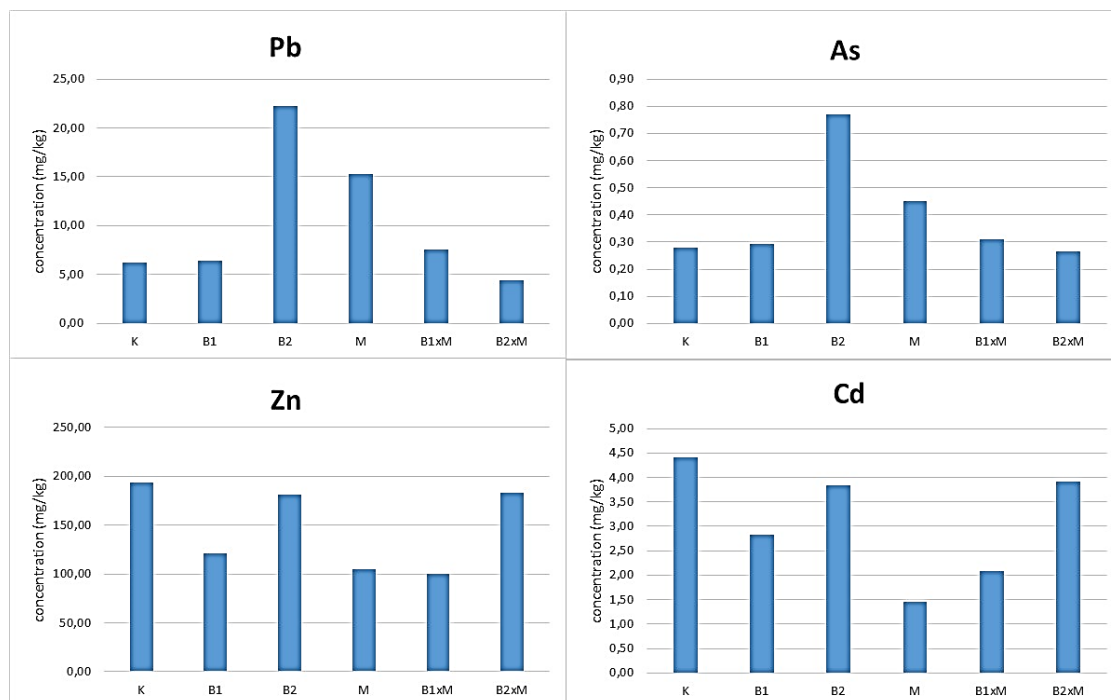 Pb
concentration (mg/kg)
25,00
20,00
15,00
10,00
5,00
0,00
K B1 B2 M B1xM B2xM
As
concentration (mg/kg)
0,90
0,80
0,70
0,60
0,50
0,40
0,30
0,20
0,10
0,00
K B1 B2 M B1xM B2xM
Zn
concentration (mg/kg)
250,00
200,00
150,00
100,00
50,00
0,00
K B1 B2 M B1xM B2xM
Cd
concentration (mg/kg)
5,00
4,50
4,00
3,50
3,00
2,50
2,00
1,50
1,00
0,50
0,00
K B1 B2 M B1xM B2xM